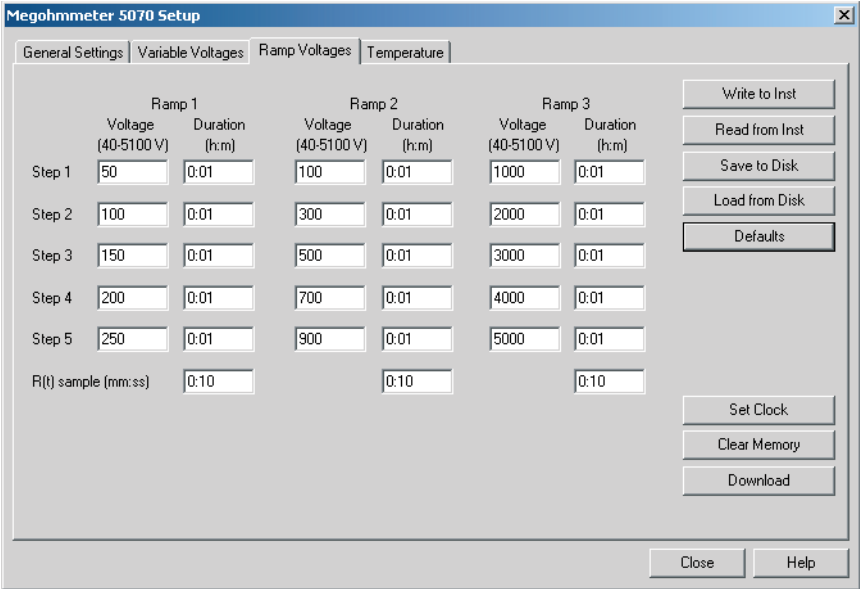 Megohmmeter 5070 Setup
General Settings Variable Voltages Ramp Voltages Temperature
Ramp 1 Ramp 2 Ramp 3
Voltage Duration Voltage Duration Voltage Duration
(40-5100 V) (h:m) (40-5100 V) (h:m) (40-5100 V) (h:m)
Step 1 50 0:01 100 0:01 1000 0:01
Step 2 100 0:01 300 0:01 2000 0:01
Step 3 150 0:01 500 0:01 3000 0:01
Step 4 200 0:01 700 0:01 4000 0:01
Step 5 250 0:01 900 0:01 5000 0:01
R(t) sample (mm:ss) 0:10 0:10 0:10
Write to Inst
Read from Inst
Save to Disk
Load from Disk
Defaults
Set Clock
Clear Memory
Download
Close Help